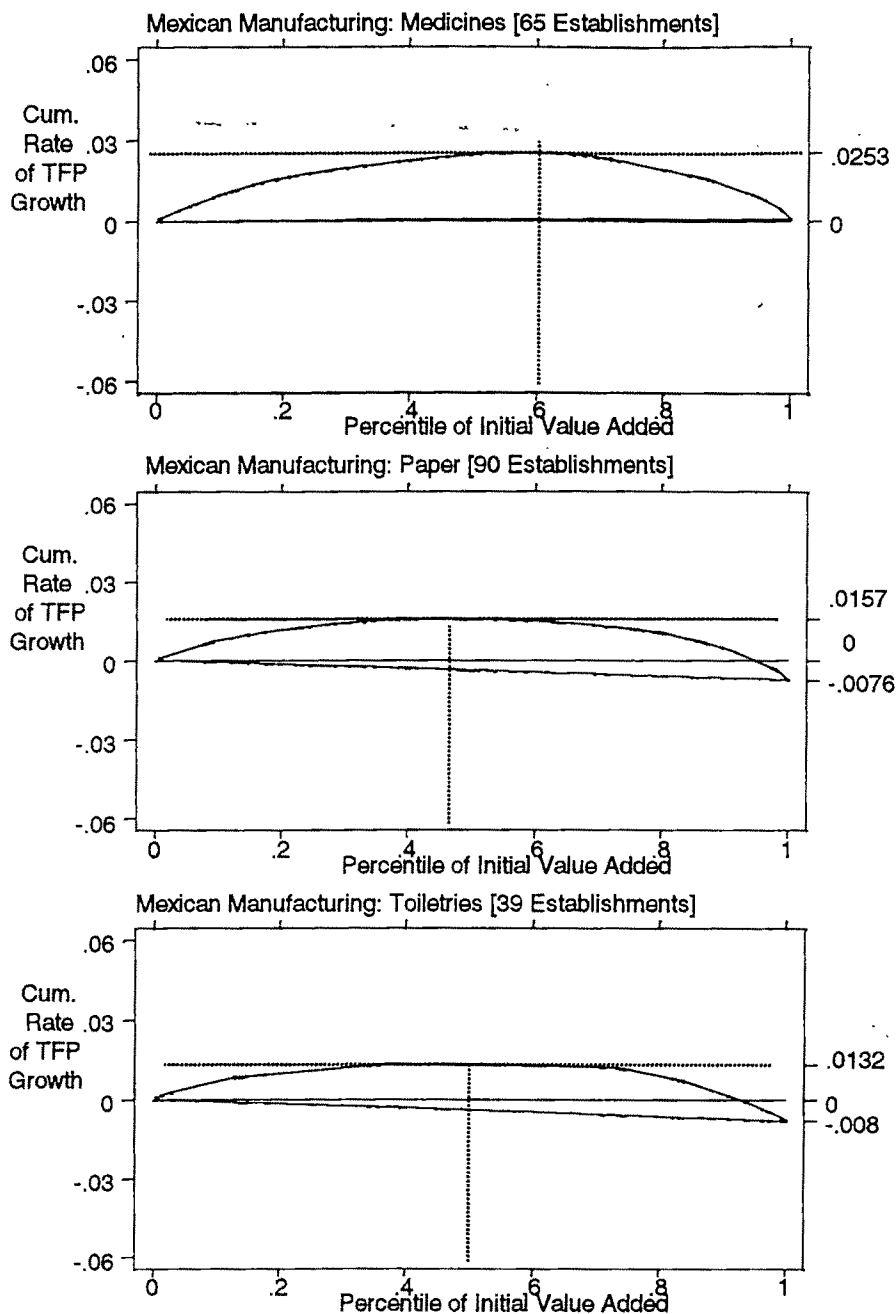 Mexican Manufacturing: Medicines [65 Establishments]
.06
Cum.
Rate .03
of TFP
Growth
0
-.03
-.06
.0253
0
0 .2 .4 .6 .8 1
Percentile of Initial Value Added
Mexican Manufacturing: Paper [90 Establishments]
.06
Cum.
Rate .03
of TFP
Growth
0
-.03
-.06
.0157
0
-.0076
0 .2 .4 .6 .8 1
Percentile of Initial Value Added
Mexican Manufacturing: Toiletries [39 Establishments]
.06
Cum.
Rate .03
of TFP
Growth
0
-.03
-.06
.0132
0
-.008
0 .2 .4 .6 .8 1
Percentile of Initial Value Added